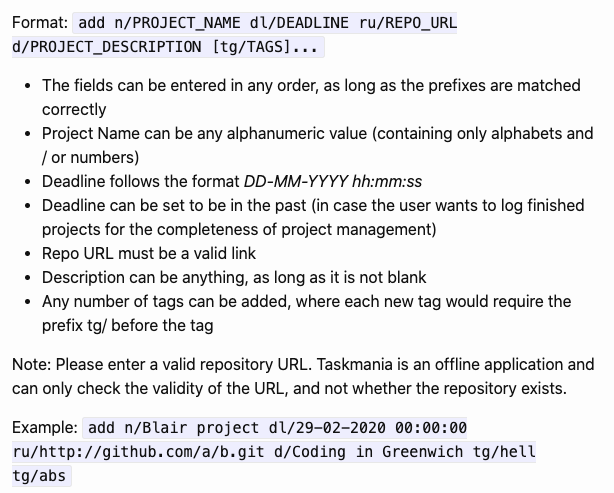 Format: add n/PROJECT_NAME dl/DEADLINE ru/REPO_URL
d/PROJECT_DESCRIPTION [tg/TAGS]...
• The fields can be entered in any order, as long as the prefixes are matched
correctly
• Project Name can be any alphanumeric value (containing only alphabets and
/ or numbers)
• Deadline follows the format DD-MM-YYYY hh:mm:ss
• Deadline can be set to be in the past (in case the user wants to log finished
projects for the completeness of project management)
• Repo URL must be a valid link
• Description can be anything, as long as it is not blank
• Any number of tags can be added, where each new tag would require the
prefix tg/ before the tag
Note: Please enter a valid repository URL. Taskmania is an offline application and
can only check the validity of the URL, and not whether the repository exists.
Example: add n/Blair project dl/29-02-2020 00:00:00
ru/http://github.com/a/b.git d/Coding in Greenwich tg/hell
tg/abs